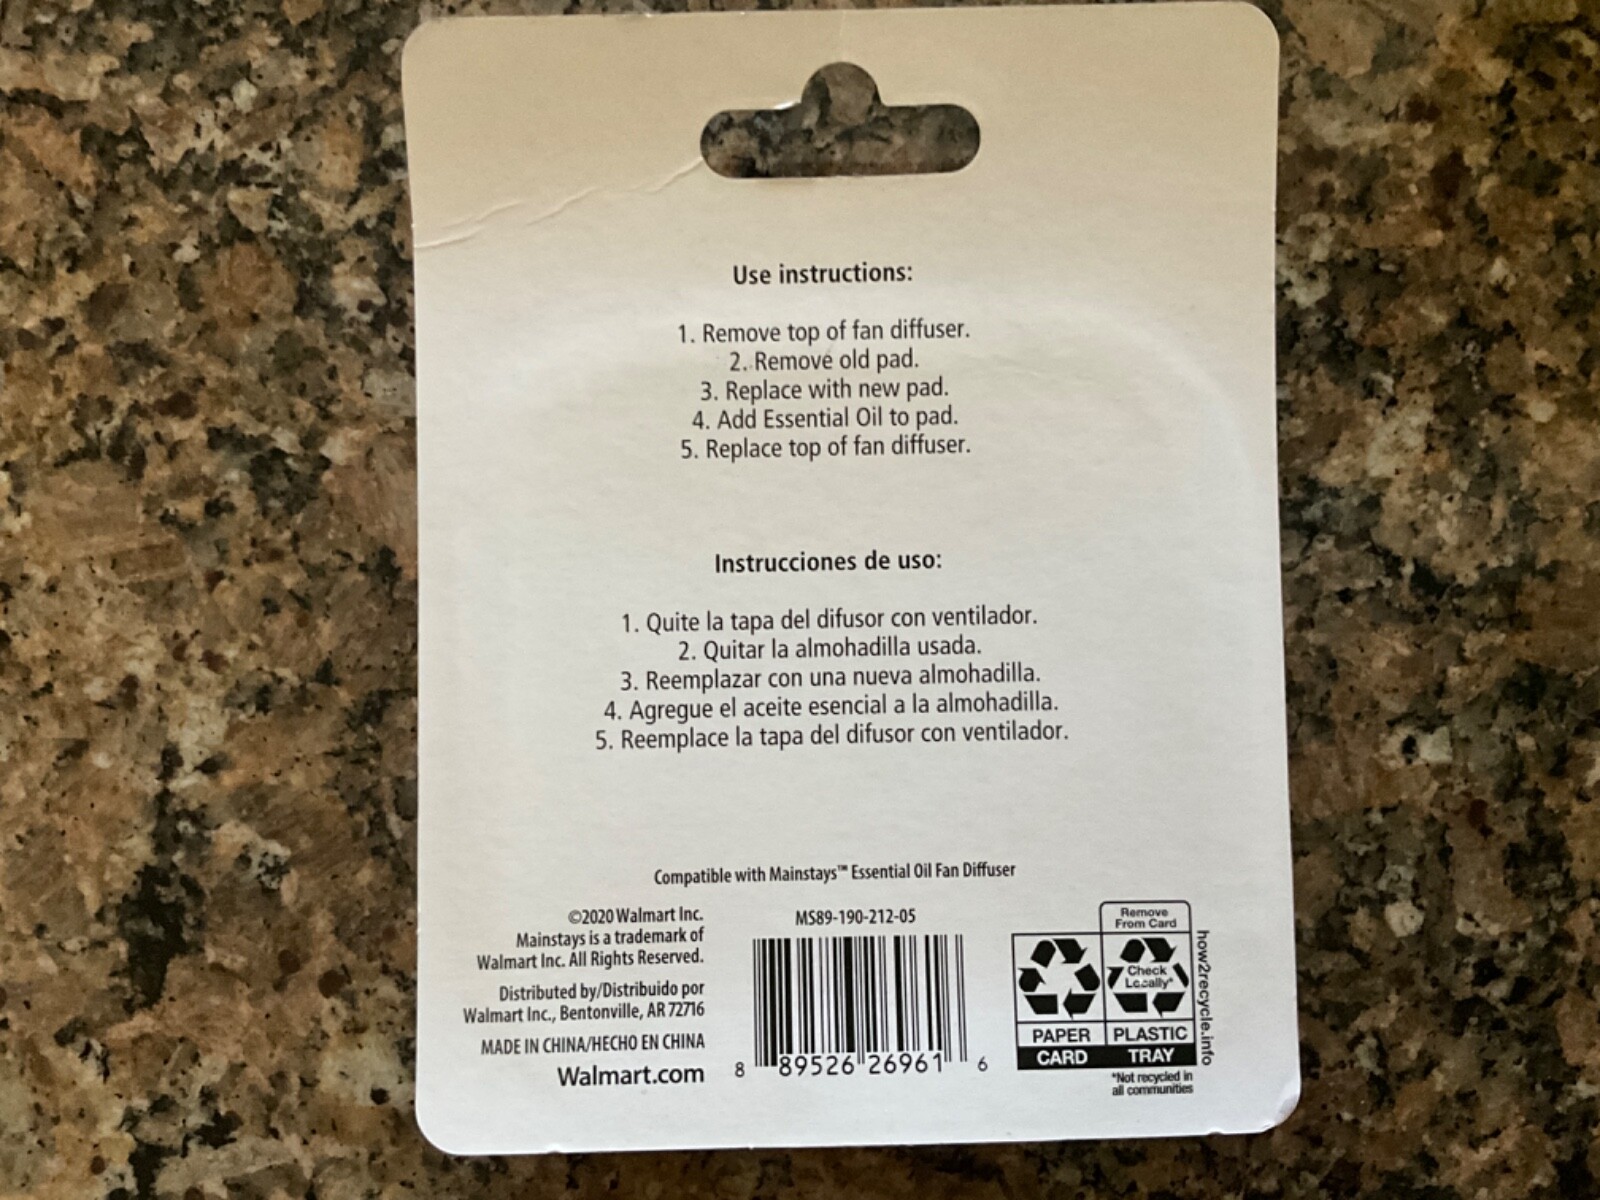 Use instructions:
1. Remove top of fan diffuser.
2. Remove old pad.
3. Replace with new pad.
4. Add Essential Oil to pad.
5. Replace top of fan diffuser.
Instrucciones de uso:
1. Quite la tapa del difusor con ventilador.
2. Quitar la almohadilla usada.
3. Reemplazar con una nueva almohadilla.
4. Agregue el aceite esencial a la almohadilla.
5. Reemplace la tapa del difusor con ventilador.
Compatible with Mainstays™ Essential Oil Fan Diffuser
©2020 Walmart Inc.
Mainstays is a trademark of
Walmart Inc. All Rights Reserved.
Distributed by/Distribuido por
Walmart Inc., Bentonville, AR 72716
MADE IN CHINA/HECHO EN CHINA
Walmart.com
MS89-190-212-05
8 89526 26961 6
Remove
From Card
Check
Locally*
PAPER
PLASTIC
CARD
TRAY
*Not recycled in
all communities
how2recycle.info